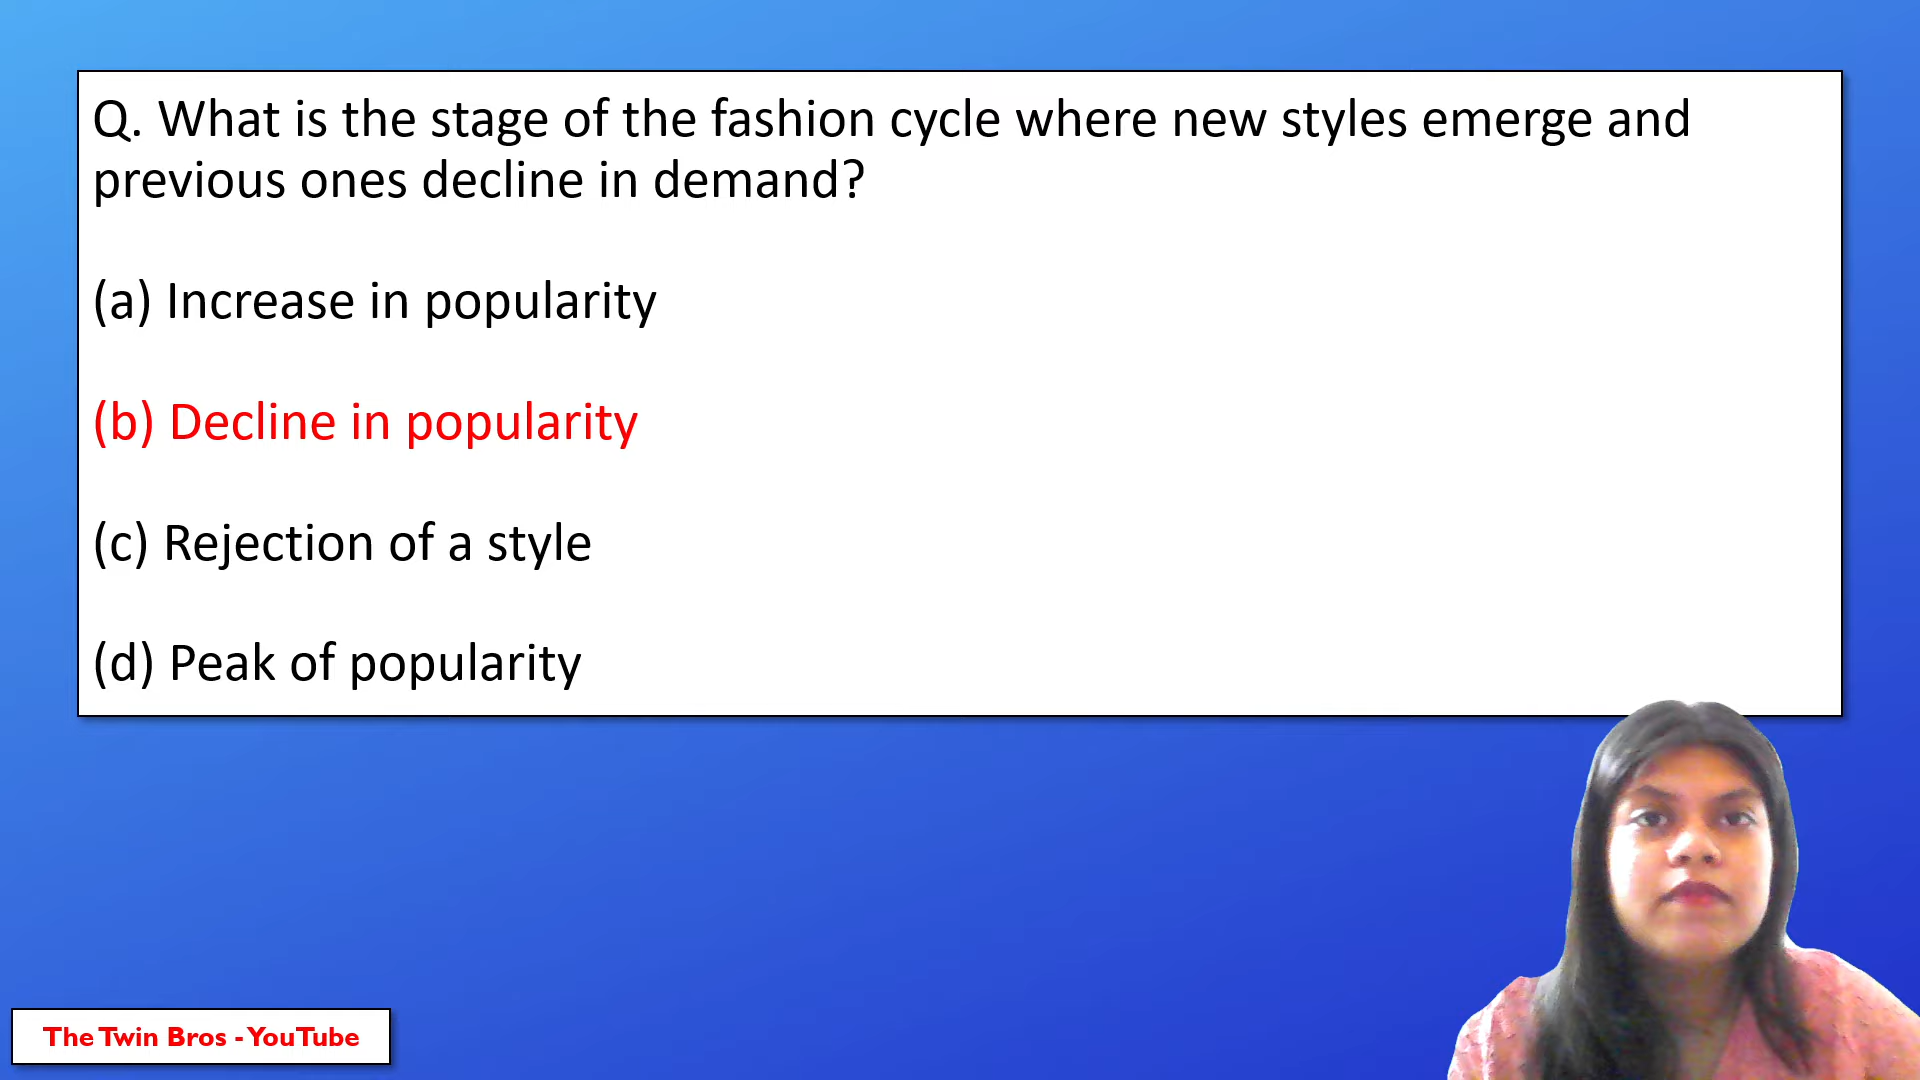 Q. What is the stage of the fashion cycle where new styles emerge and
previous ones decline in demand?
(a) Increase in popularity
(b) Decline in popularity
(c) Rejection of a style
(d) Peak of popularity
The Twin Bros - YouTube